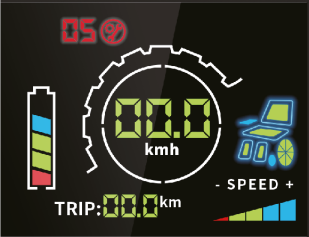 05
00.0
kmh
- SPEED +
TRIP:00.0km